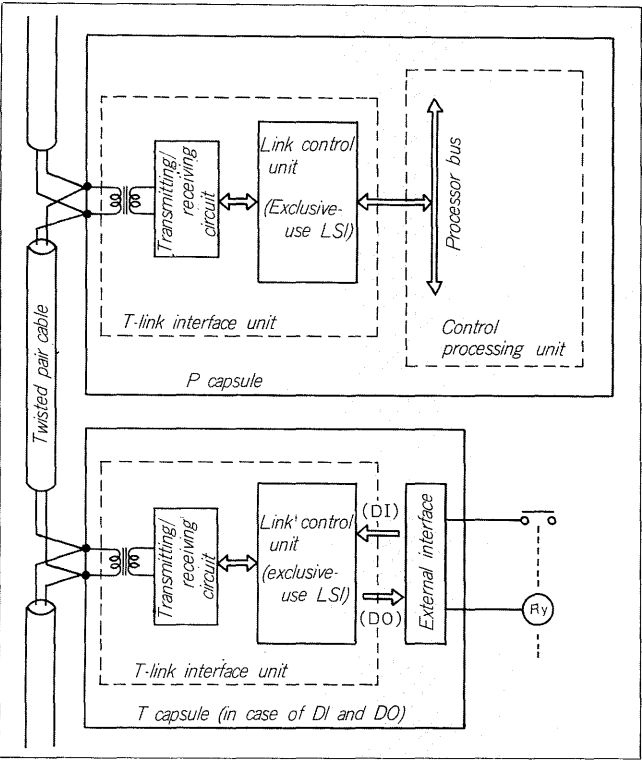 Transmitting/
receiving
circuit
Link control
unit
(Exclusive-
use LSI)
Processor bus
T-link interface unit
Control
processing unit
P capsule
Twisted pair cable
Transmitting/
receiving
circuit
Link control
unit
(exclusive-
use LSI)
(DI)
(DO)
External interface
Ry
T-link interface unit
T capsule (in case of DI and DO)